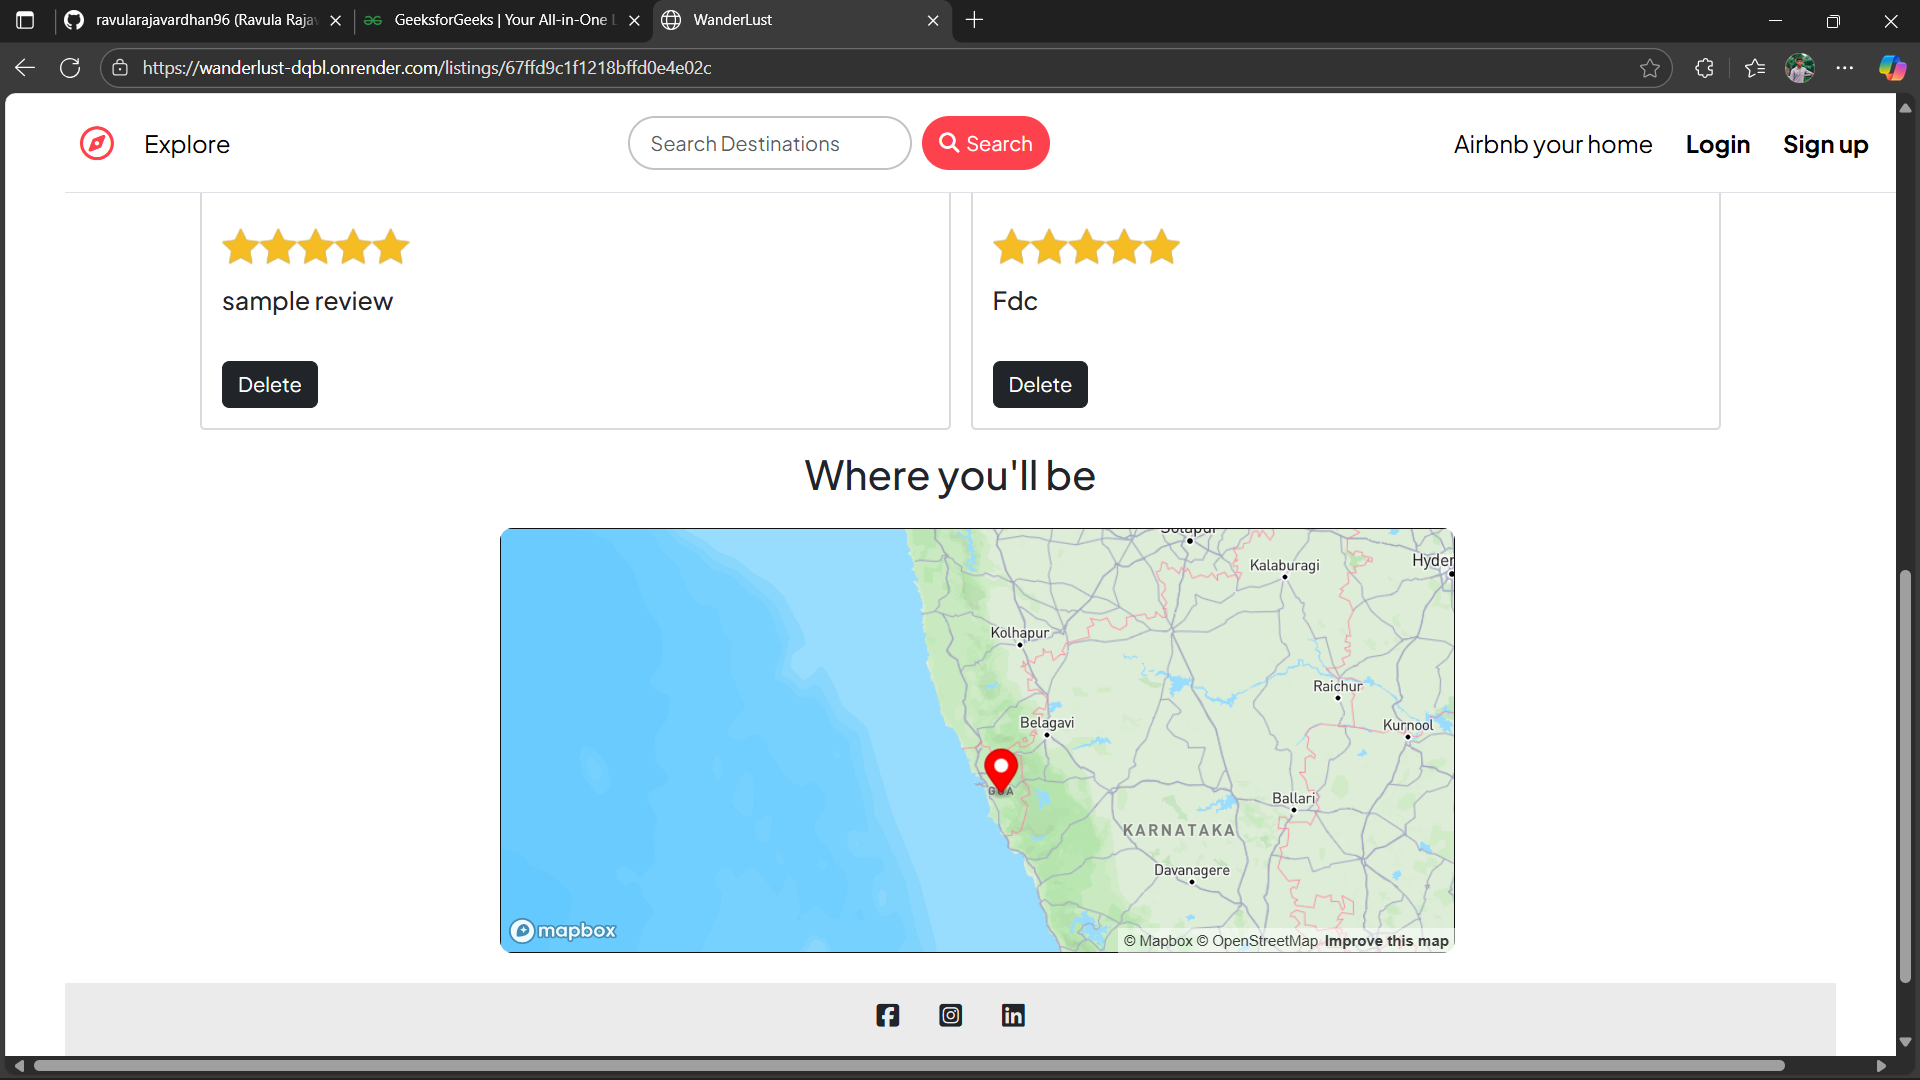 ravularajavardhan96 (Ravula Raja
GeeksforGeeks | Your All-in-One L
WanderLust
https://wanderlust-dqbl.onrender.com/listings/67ffd9c1f1218bffd0e4e02c
Explore
Search Destinations
Search
Airbnb your home
Login
Sign up
sample review
Delete
Fdc
Delete
Where you'll be
Solapur
Kalaburagi
Hyder
Kolhapur
Raichur
Belagavi
Kurnool
GOA
Ballari
KARNATAKA
Davanagere
mapbox
© Mapbox © OpenStreetMap Improve this map